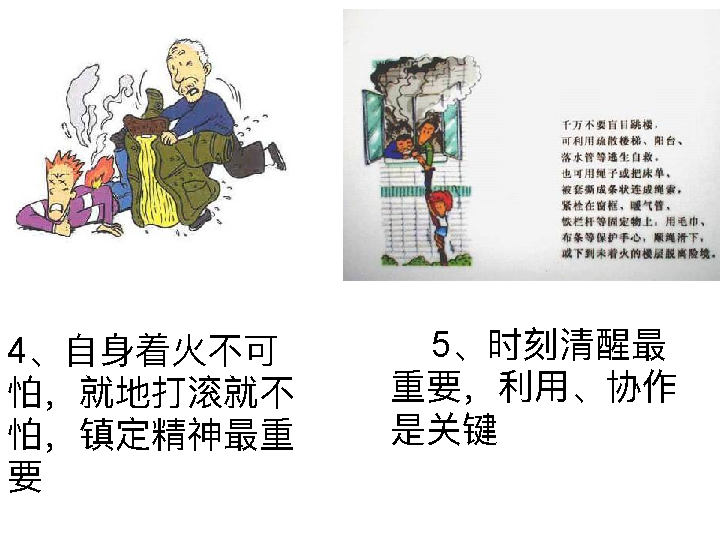 千万不要盲目跳楼，
可利用疏散楼梯、阳台、
落水管等逃生自救。
也可用绳子或把床单、
被套撕成条状连成绳索，
紧栓在窗框、暖气管、
铁栏杆等固定物上，用毛巾、
布条等保护手心，顺绳滑下，
或下到未着火的楼层脱离险境。
4、自身着火不可
怕，就地打滚就不
怕，镇定精神最重
要
5、时刻清醒最
重要，利用、协作
是关键